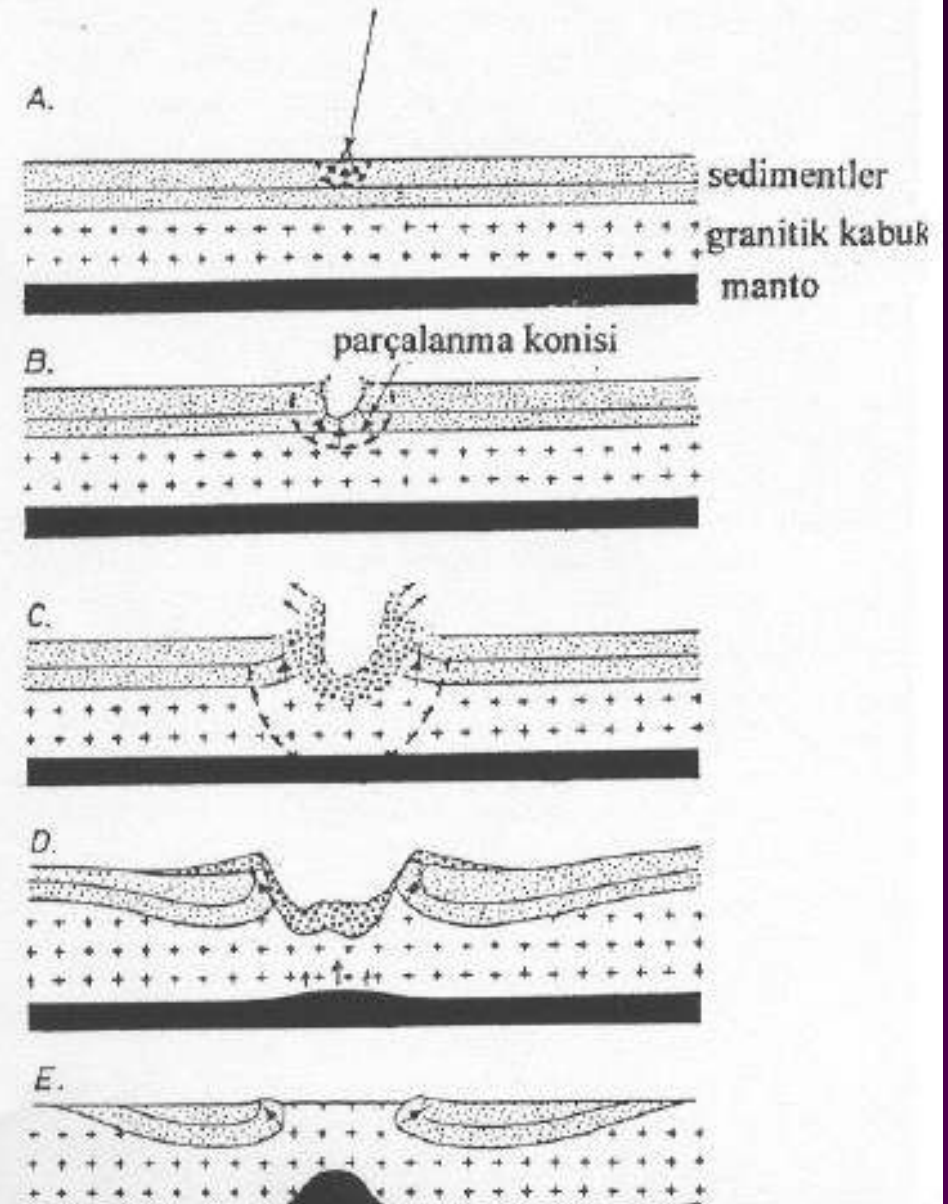 A.
sedimentler
granitik kabuk
manto
B.
parçalanma konisi
C.
D.
E.